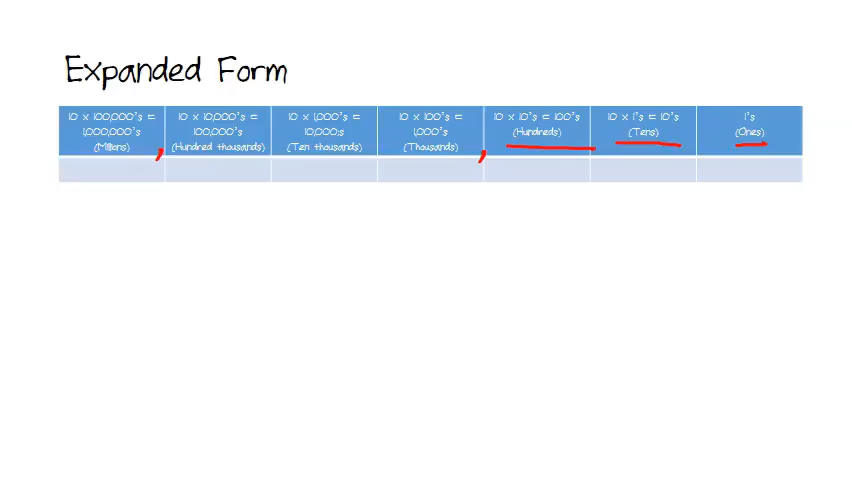 Expanded Form
10 x 100,000's = 1,000,000's (Millions)
10 x 10,000's = 100,000's (Hundred thousands)
10 x 1,000's = 10,000;s (Ten thousands)
10 x 100's = 1,000's (Thousands)
10 x 10's = 100's (Hundreds)
10 x 1's = 10's (Tens)
1's (Ones)
, ,